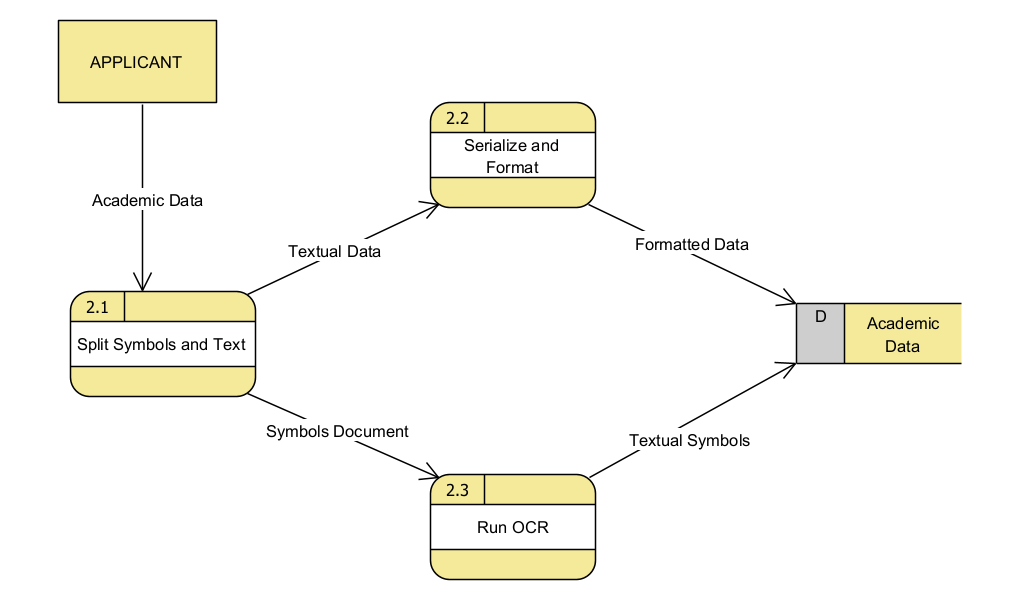 APPLICANT
Academic Data
2.1
Split Symbols and Text
Textual Data
2.2
Serialize and
Format
Formatted Data
Symbols Document
2.3
Run OCR
Textual Symbols
D
Academic
Data